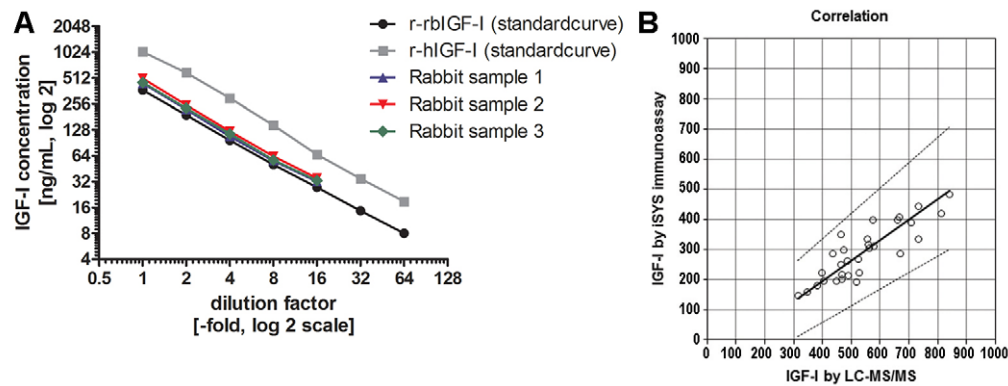 A
IGF-I concentration
[ng/mL, log 2]
2048
1024
512
256
128
64
32
16
8
4
0.5 1 2 4 8 16 32 64 128
dilution factor
[-fold, log 2 scale]
r-rbIGF-I (standardcurve)
r-hIGF-I (standardcurve)
Rabbit sample 1
Rabbit sample 2
Rabbit sample 3
B
Correlation
IGF-I by iSYS immunoassay
1000
900
800
700
600
500
400
300
200
100
0
0 100 200 300 400 500 600 700 800 900 1000
IGF-I by LC-MS/MS